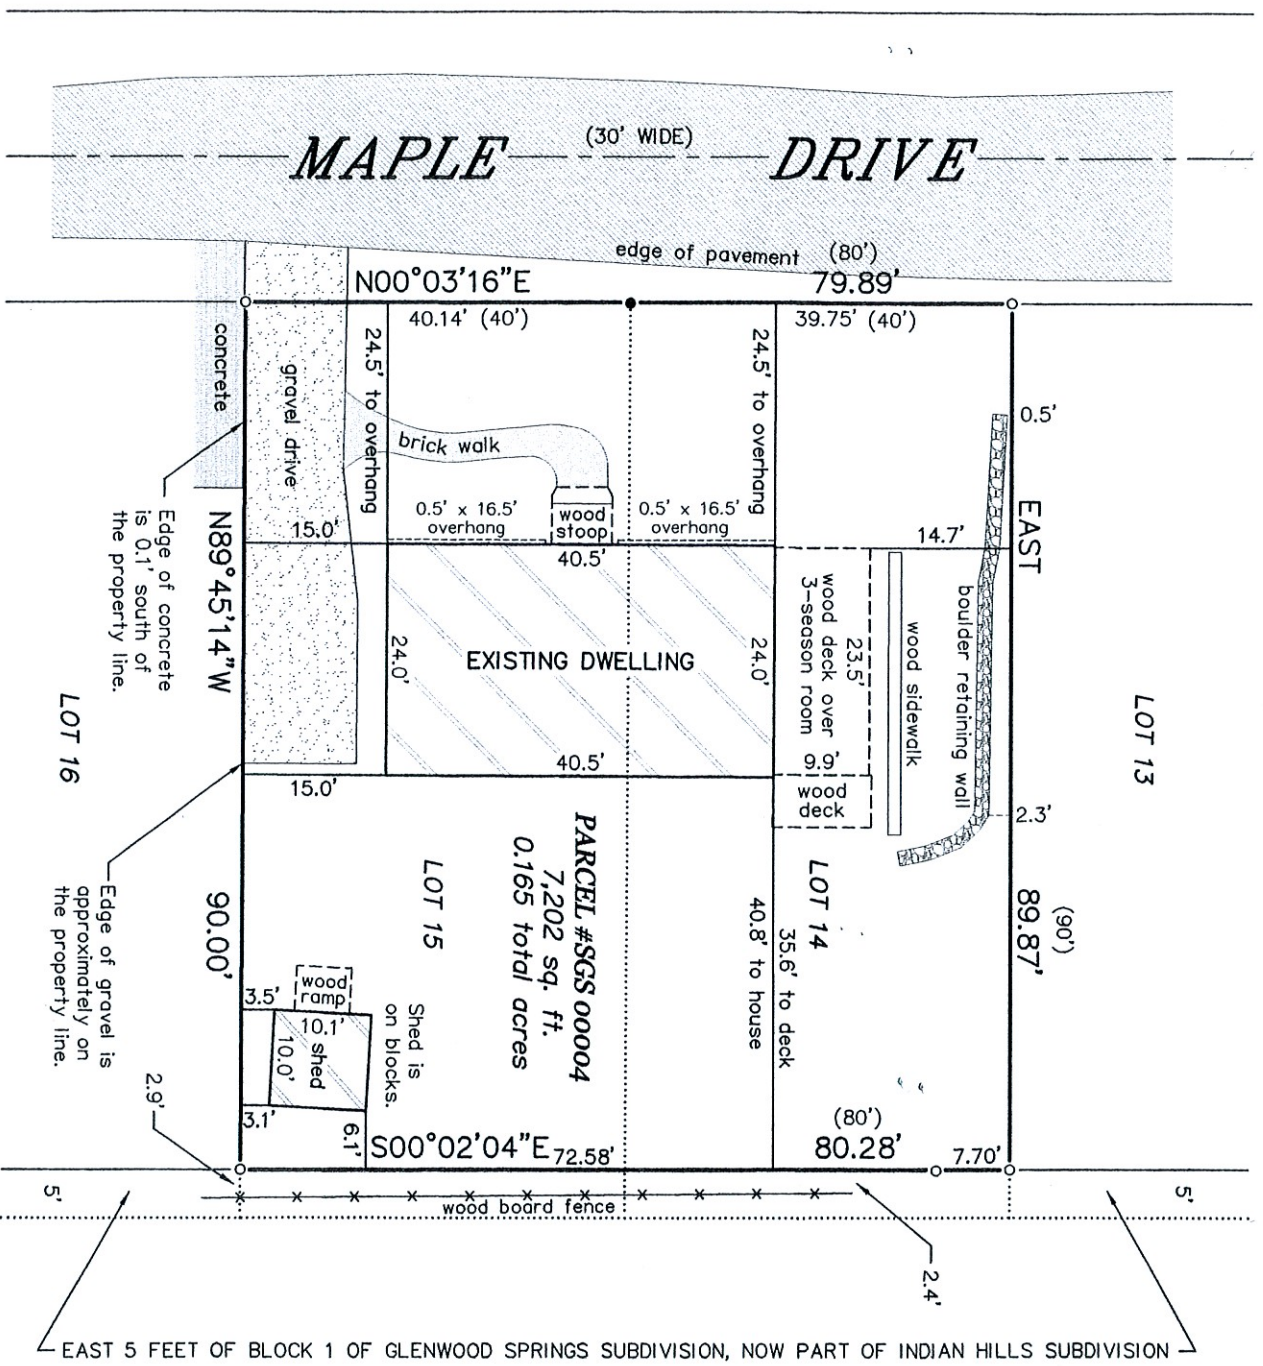 MAPLE DRIVE
(30' WIDE)
edge of pavement (80')
N00°03'16"E 79.89'
40.14' (40')
39.75' (40')
concrete
gravel drive
24.5' to overhang
24.5' to overhang
brick walk
0.5'
0.5' x 16.5'
overhang
wood
stoop
0.5' x 16.5'
overhang
15.0'
40.5'
14.7'
EAST
Edge of concrete
is 0.1' south of
the property line.
N89°45'14"W
24.0'
EXISTING DWELLING
24.0'
wood deck over
3-season room
23.5'
9.9'
wood sidewalk
boulder retaining wall
LOT 16
LOT 13
40.5'
15.0'
wood
deck
2.3'
PARCEL #SGS 00004
7,202 sq. ft.
0.165 total acres
LOT 15
LOT 14
40.8' to house
35.6' to deck
(90')
89.87'
90.00'
Edge of gravel is
approximately on
the property line.
wood
ramp
3.5'
10.1'
10.0'
shed
Shed is
on blocks.
3.1'
6.1'
2.9'
S00°02'04"E
72.58'
(80')
80.28'
7.70'
5'
5'
wood board fence
2.4'
EAST 5 FEET OF BLOCK 1 OF GLENWOOD SPRINGS SUBDIVISION, NOW PART OF INDIAN HILLS SUBDIVISION